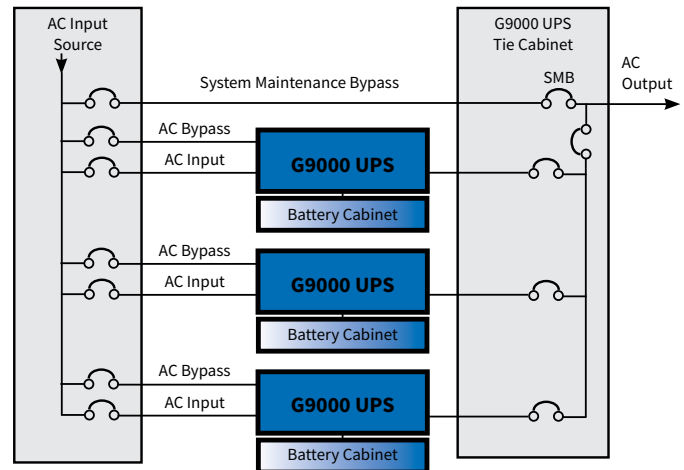 AC Input
Source
G9000 UPS
Tie Cabinet
AC
Output
System Maintenance Bypass
SMB
AC Bypass
AC Input
G9000 UPS
Battery Cabinet
AC Bypass
AC Input
G9000 UPS
Battery Cabinet
AC Bypass
AC Input
G9000 UPS
Battery Cabinet